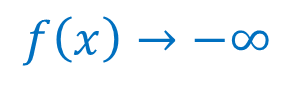 f(x) → −∞